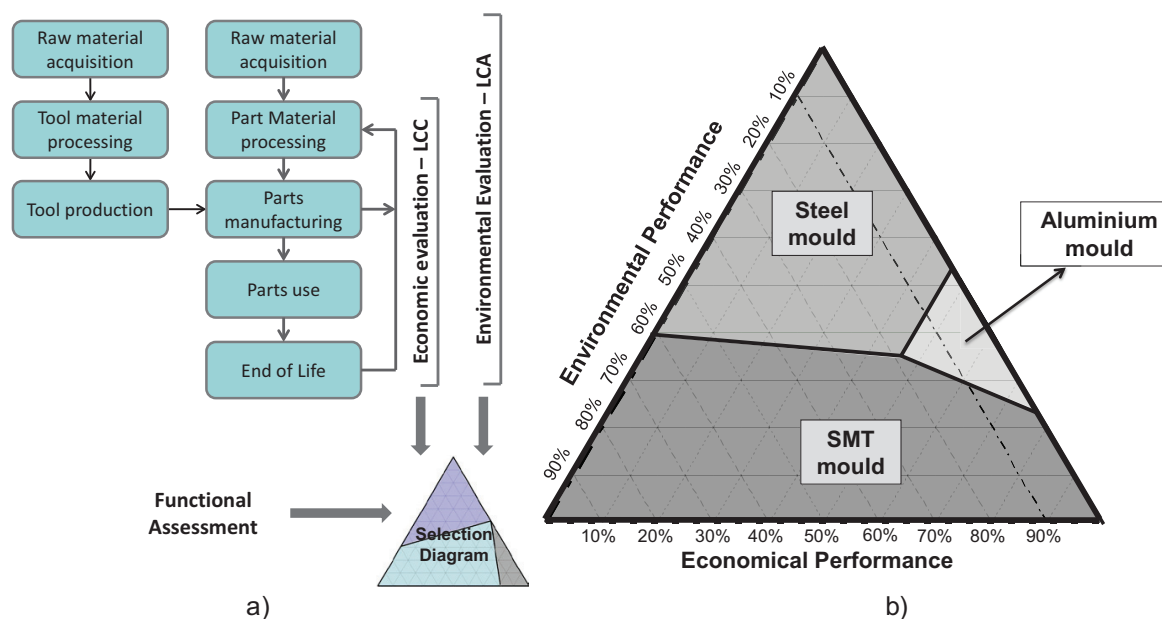 Raw material
acquisition
Tool material
processing
Tool production
Raw material
acquisition
Part Material
processing
Parts
manufacturing
Parts use
End of Life
Economic evaluation – LCC
Environmental Evaluation – LCA
Functional
Assessment
Selection
Diagram
a)
Environmental Performance
10%
20%
30%
40%
50%
60%
70%
80%
90%
Steel
mould
Aluminium
mould
SMT
mould
10%
20%
30%
40%
50%
60%
70%
80%
90%
Economical Performance
b)